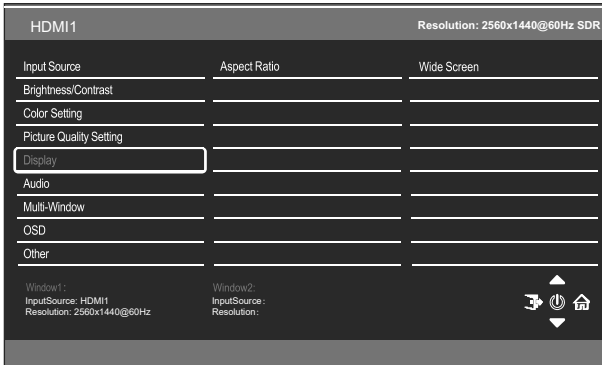 HDMI1
Resolution: 2560x1440@60Hz SDR
Input Source
Aspect Ratio
Wide Screen
Brightness/Contrast
Color Setting
Picture Quality Setting
Display
Audio
Multi-Window
OSD
Other
Window1:
InputSource: HDMI1
Resolution: 2560x1440@60Hz
Window2:
InputSource:
Resolution: